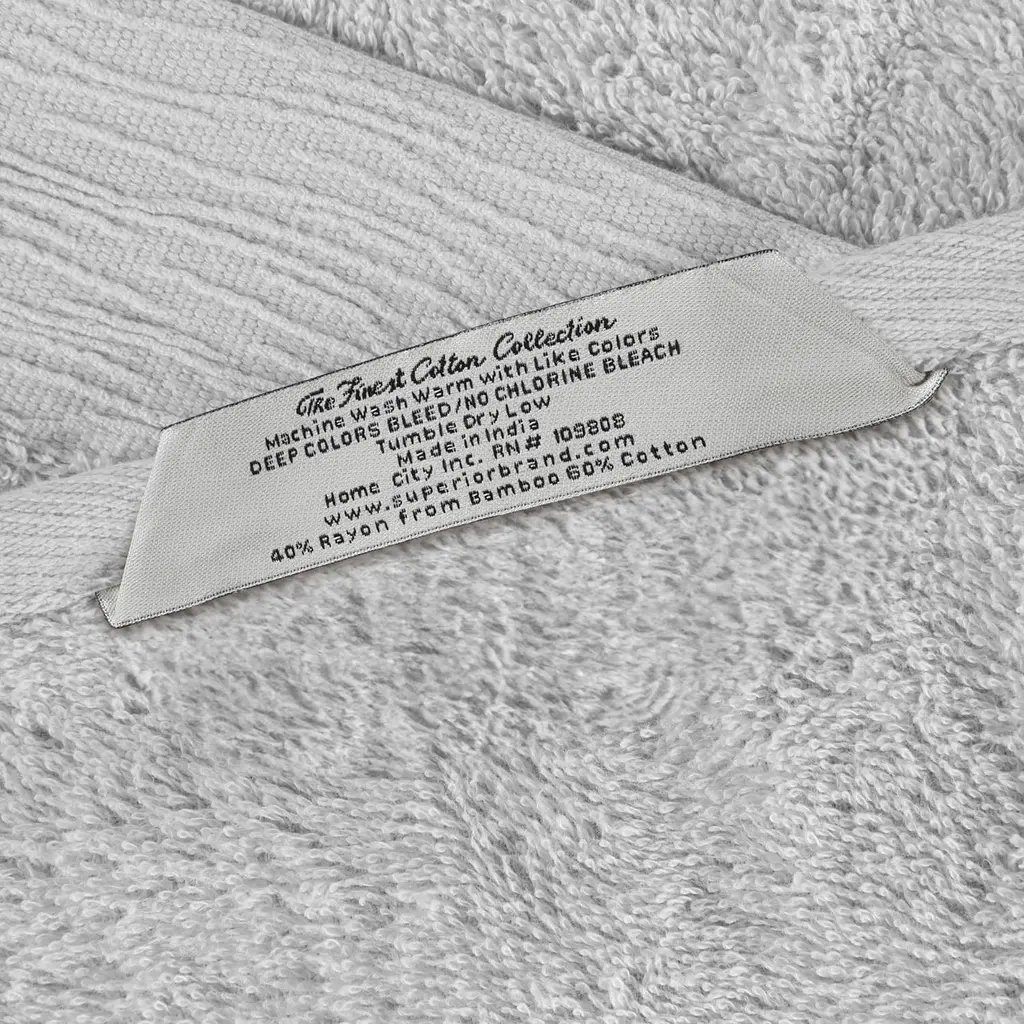 The Finest Cotton Collection
Machine Wash Warm with Like Colors
DEEP COLORS BLEED/NO CHLORINE BLEACH
Tumble Dry Low
Made in India
Home City Inc. RN# 109808
www.superiorbrand.com
40% Rayon from Bamboo 60% Cotton